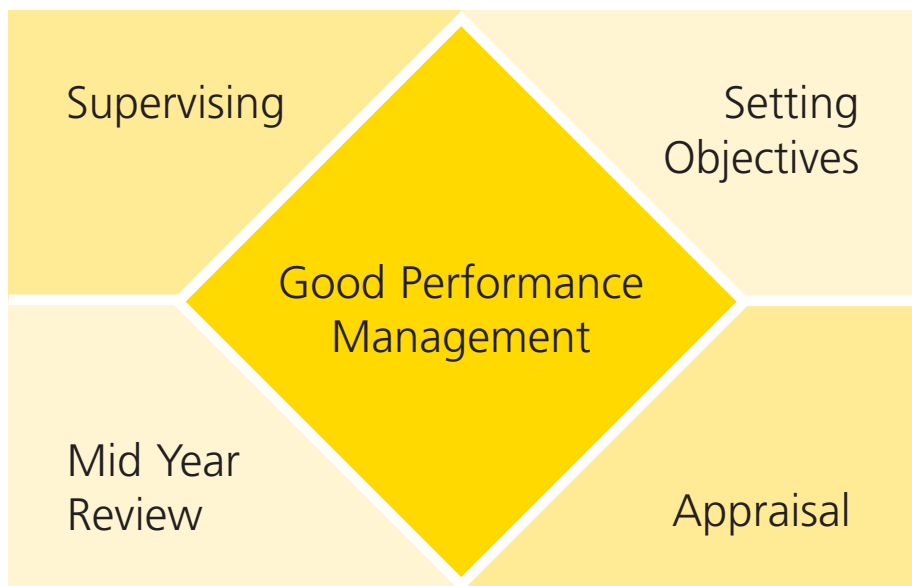 Supervising
Setting
Objectives
Good Performance
Management
Mid Year
Review
Appraisal